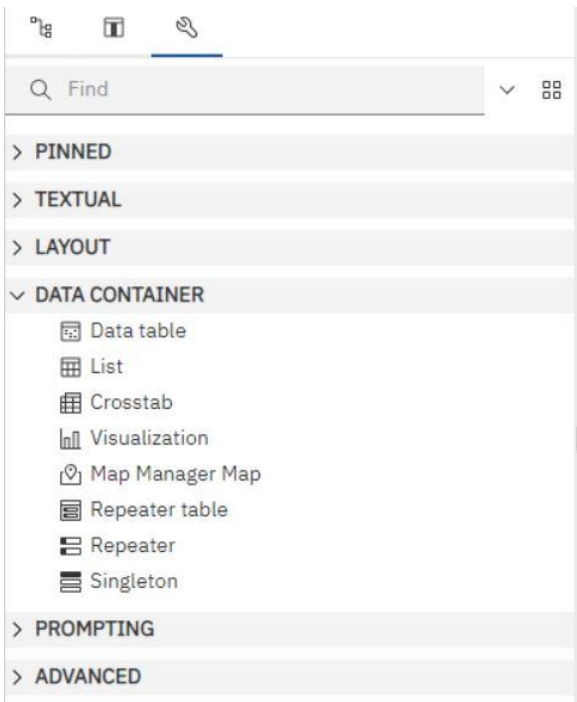 Find
PINNED
TEXTUAL
LAYOUT
DATA CONTAINER
Data table
List
Crosstab
Visualization
Map Manager Map
Repeater table
Repeater
Singleton
PROMPTING
ADVANCED